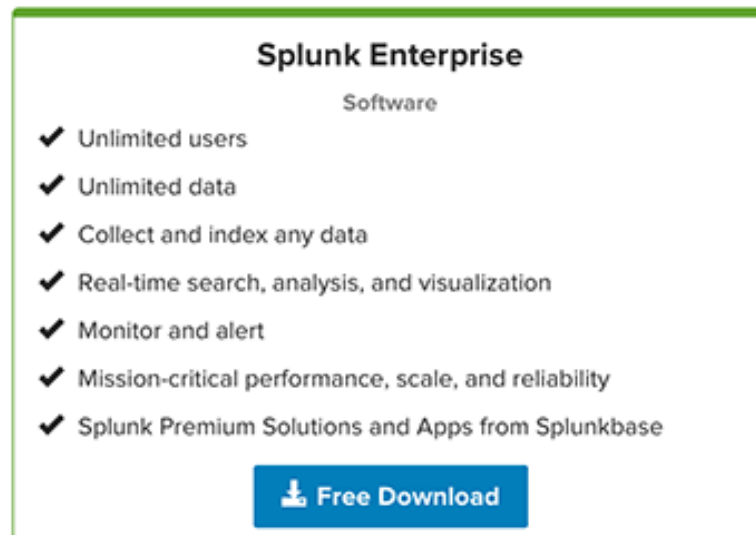 Splunk Enterprise
Software
Unlimited users
Unlimited data
Collect and index any data
Real-time search, analysis, and visualization
Monitor and alert
Mission-critical performance, scale, and reliability
Splunk Premium Solutions and Apps from Splunkbase
Free Download